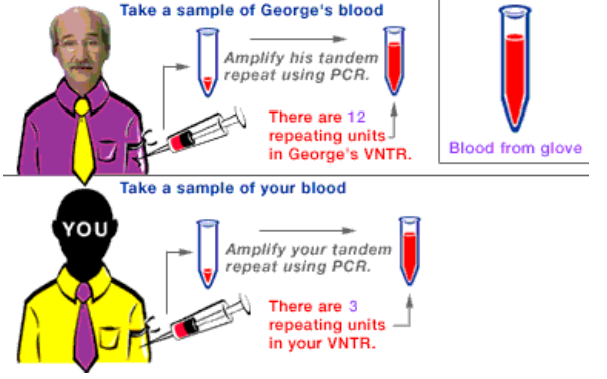 Take a sample of George's blood
Amplify his tandem
repeat using PCR.
There are 12
repeating units
in George's VNTR.
Blood from glove
Take a sample of your blood
YOU
Amplify your tandem
repeat using PCR.
There are 3
repeating units
in your VNTR.